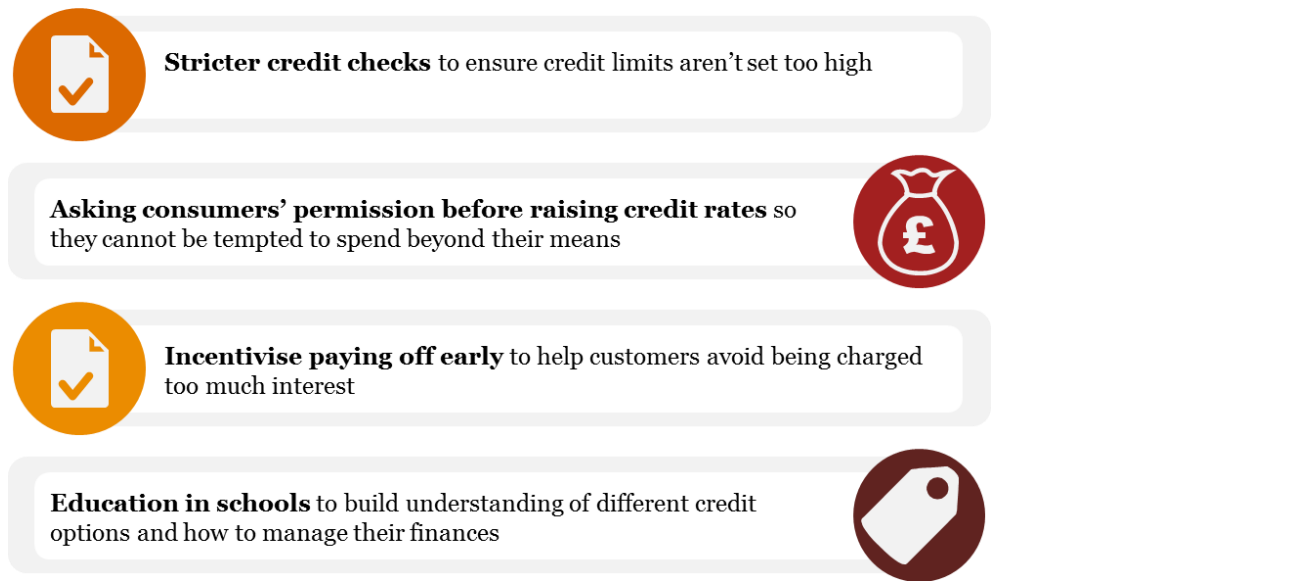 Stricter credit checks to ensure credit limits aren’t set too high
Asking consumers’ permission before raising credit rates so
they cannot be tempted to spend beyond their means
£
Incentivise paying off early to help customers avoid being charged
too much interest
Education in schools to build understanding of different credit
options and how to manage their finances